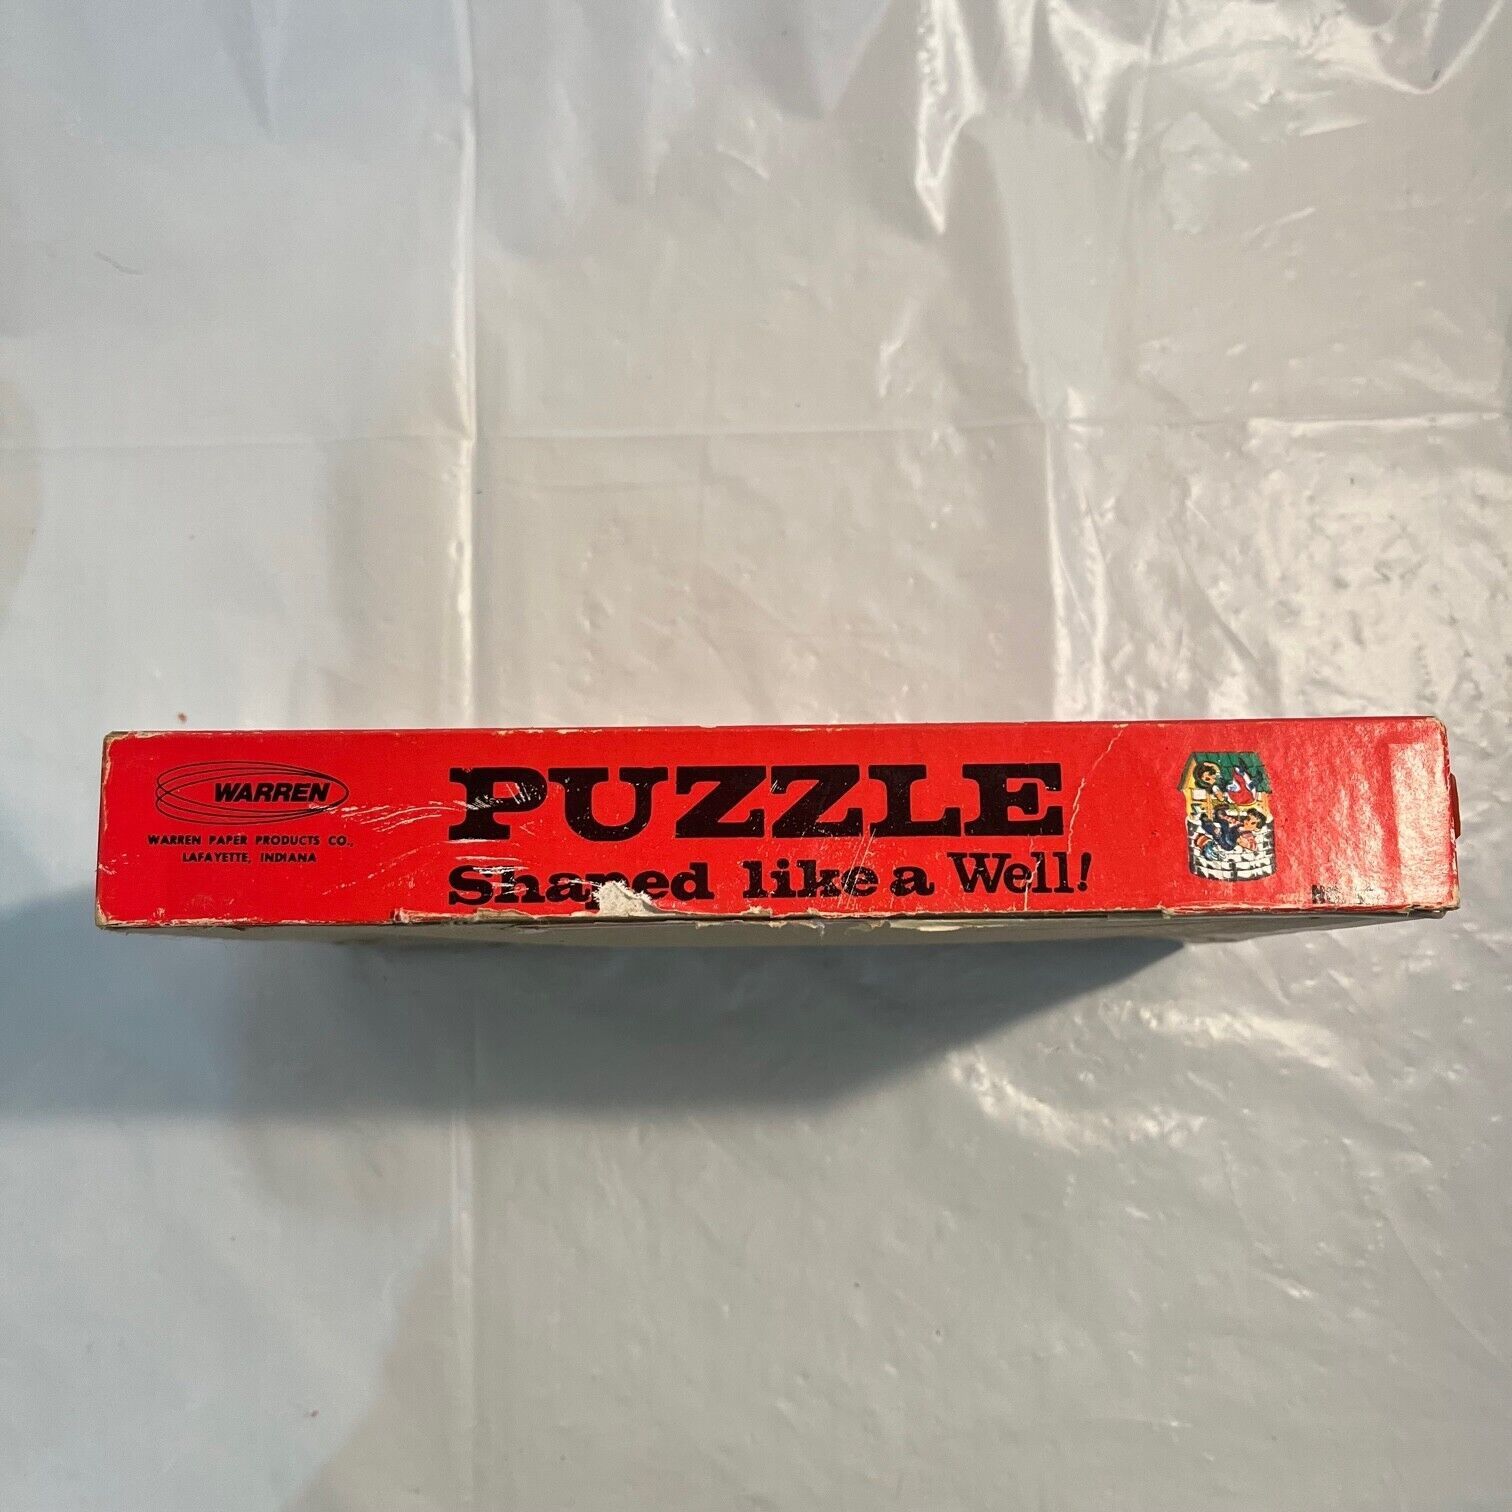 WARREN
WARREN PAPER PRODUCTS CO.,
LAFAYETTE, INDIANA
PUZZLE
Shaped like a Well!